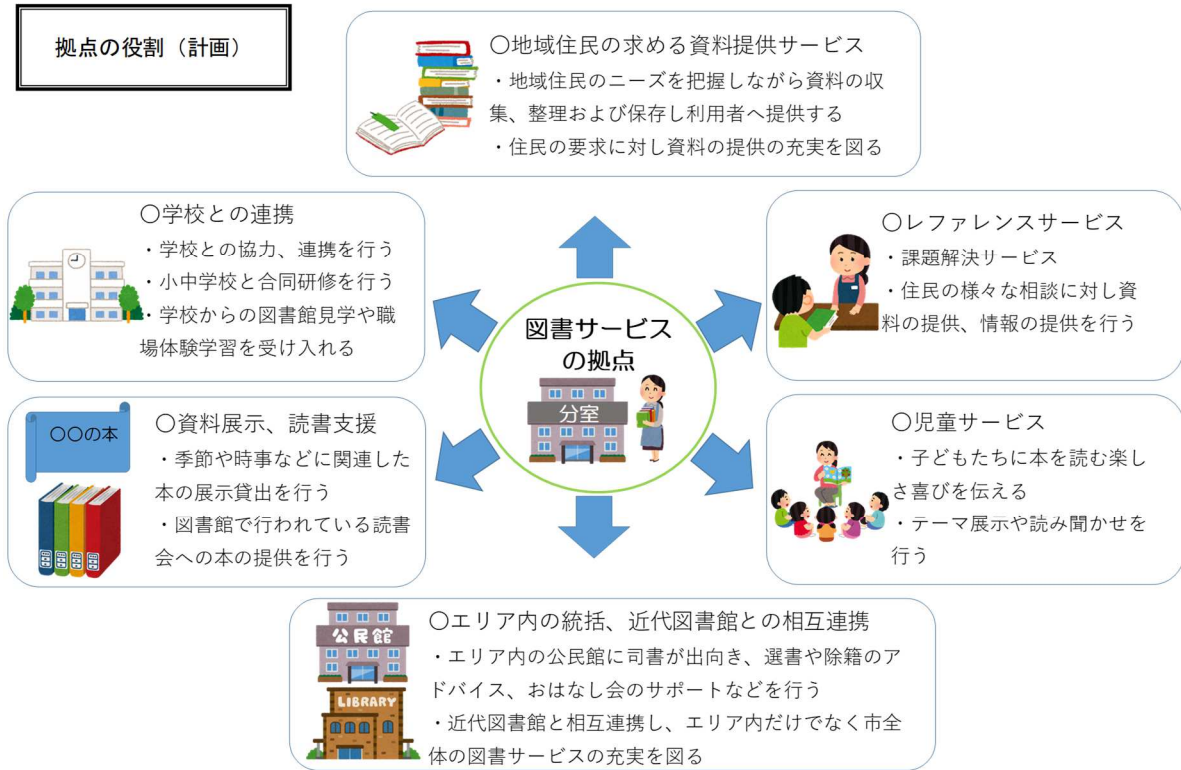 拠点の役割（計画）
〇地域住民の求める資料提供サービス
・地域住民のニーズを把握しながら資料の収
集、整理および保存し利用者へ提供する
・住民の要求に対し資料の提供の充実を図る
〇学校との連携
・学校との協力、連携を行う
・小中学校と合同研修を行う
・学校からの図書館見学や職
場体験学習を受け入れる
〇レファレンスサービス
・課題解決サービス
・住民の様々な相談に対し資
料の提供、情報の提供を行う
図書サービス
の拠点
分室
〇〇の本
〇資料展示、読書支援
・季節や時事などに関連した
本の展示貸出を行う
・図書館で行われている読書
会への本の提供を行う
〇児童サービス
・子どもたちに本を読む楽し
さ喜びを伝える
・テーマ展示や読み聞かせを
行う
公民館
LIBRARY
〇エリア内の統括、近代図書館との相互連携
・エリア内の公民館に司書が出向き、選書や除籍のア
ドバイス、おはなし会のサポートなどを行う
・近代図書館と相互連携し、エリア内だけでなく市全
体の図書サービスの充実を図る